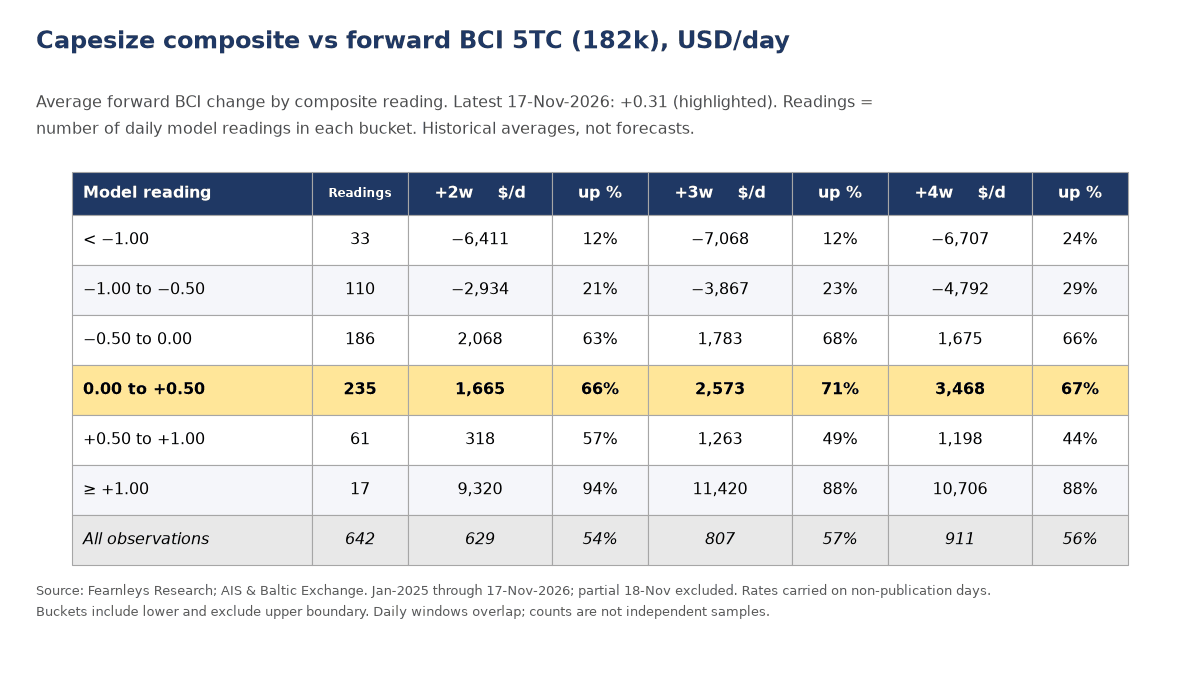 Capesize composite vs forward BCI 5TC (182k), USD/day
Average forward BCI change by composite reading. Latest 17-Nov-2026: +0.31 (highlighted). Readings =
number of daily model readings in each bucket. Historical averages, not forecasts.
Model reading Readings +2w $/d up % +3w $/d up % +4w $/d up %
< −1.00 33 −6,411 12% −7,068 12% −6,707 24%
−1.00 to −0.50 110 −2,934 21% −3,867 23% −4,792 29%
−0.50 to 0.00 186 2,068 63% 1,783 68% 1,675 66%
0.00 to +0.50 235 1,665 66% 2,573 71% 3,468 67%
+0.50 to +1.00 61 318 57% 1,263 49% 1,198 44%
≥ +1.00 17 9,320 94% 11,420 88% 10,706 88%
All observations 642 629 54% 807 57% 911 56%
Source: Fearnleys Research; AIS & Baltic Exchange. Jan-2025 through 17-Nov-2026; partial 18-Nov excluded. Rates carried on non-publication days.
Buckets include lower and exclude upper boundary. Daily windows overlap; counts are not independent samples.